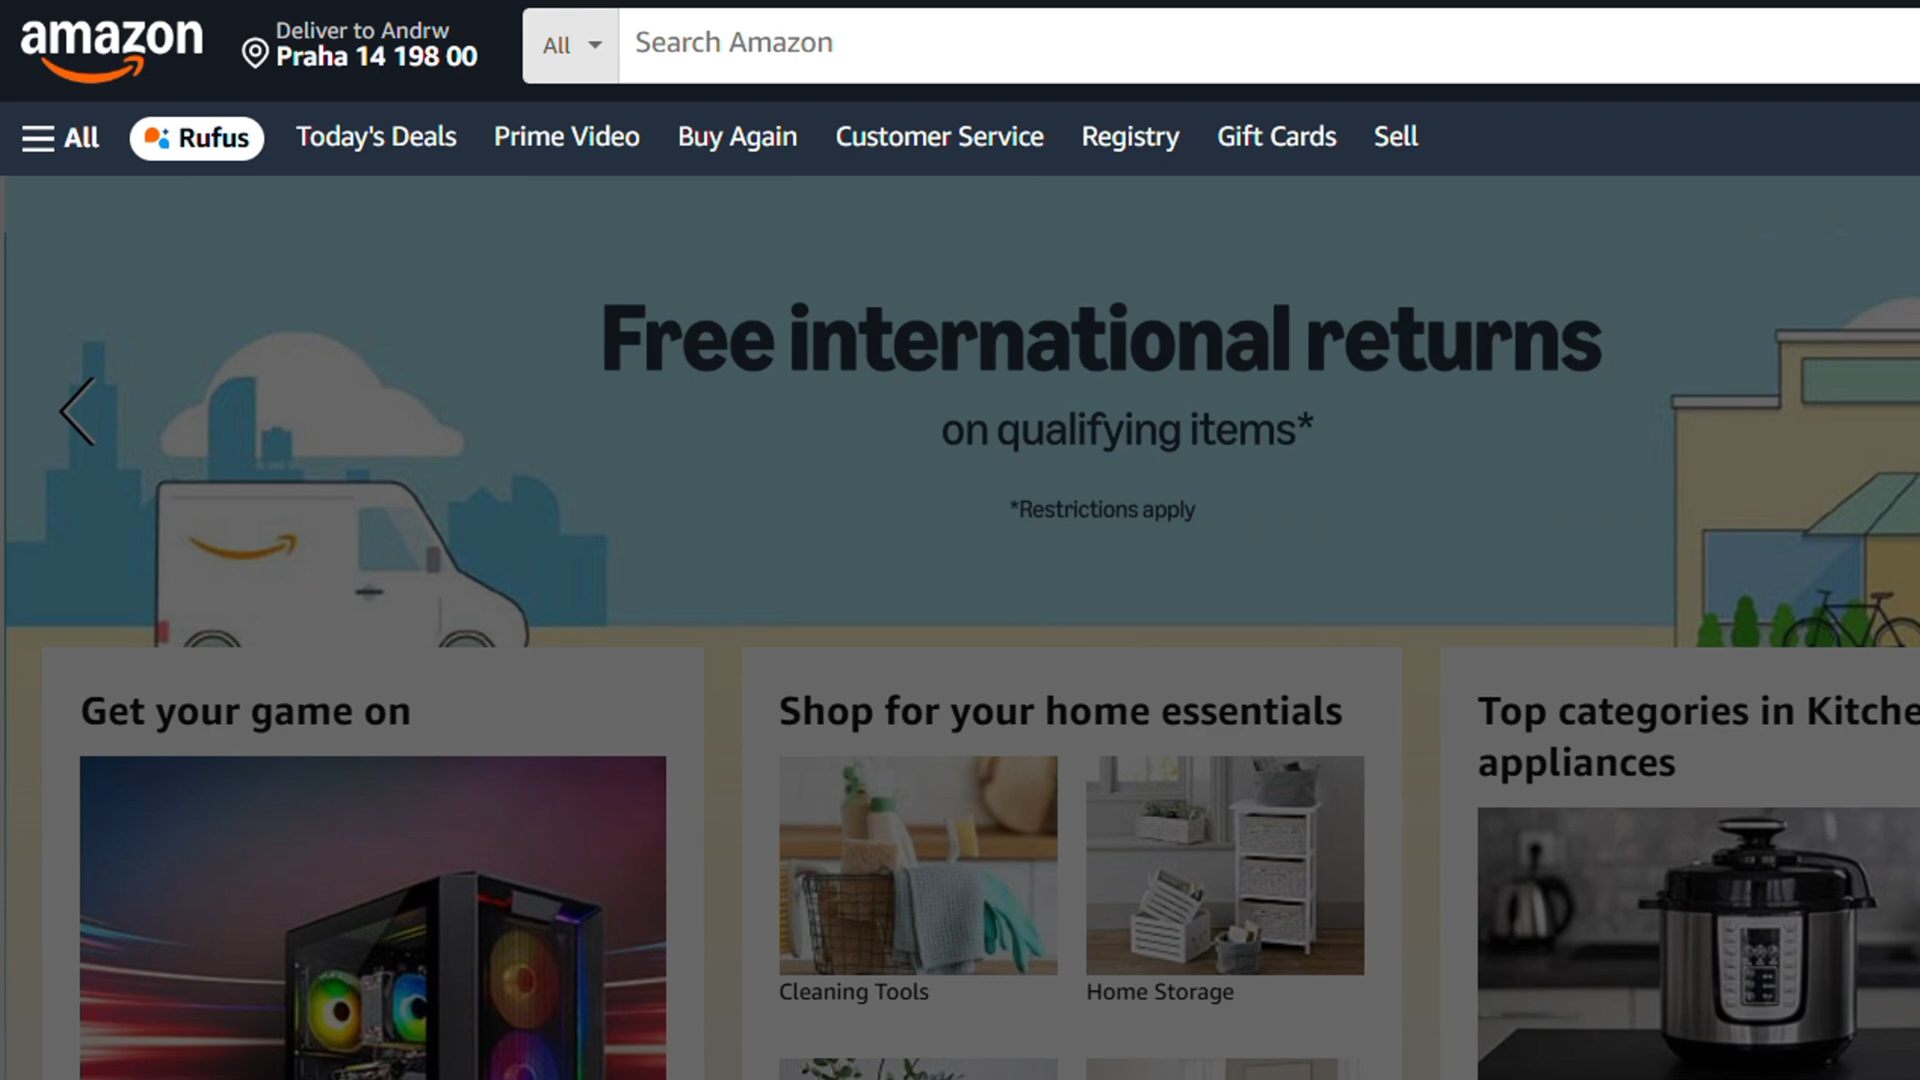 amazon
Deliver to Andrw
Praha 14 198 00
All
Search Amazon
All
Rufus
Today's Deals
Prime Video
Buy Again
Customer Service
Registry
Gift Cards
Sell
Free international returns
on qualifying items*
*Restrictions apply
Get your game on
Shop for your home essentials
Cleaning Tools
Home Storage
Top categories in Kitche
appliances